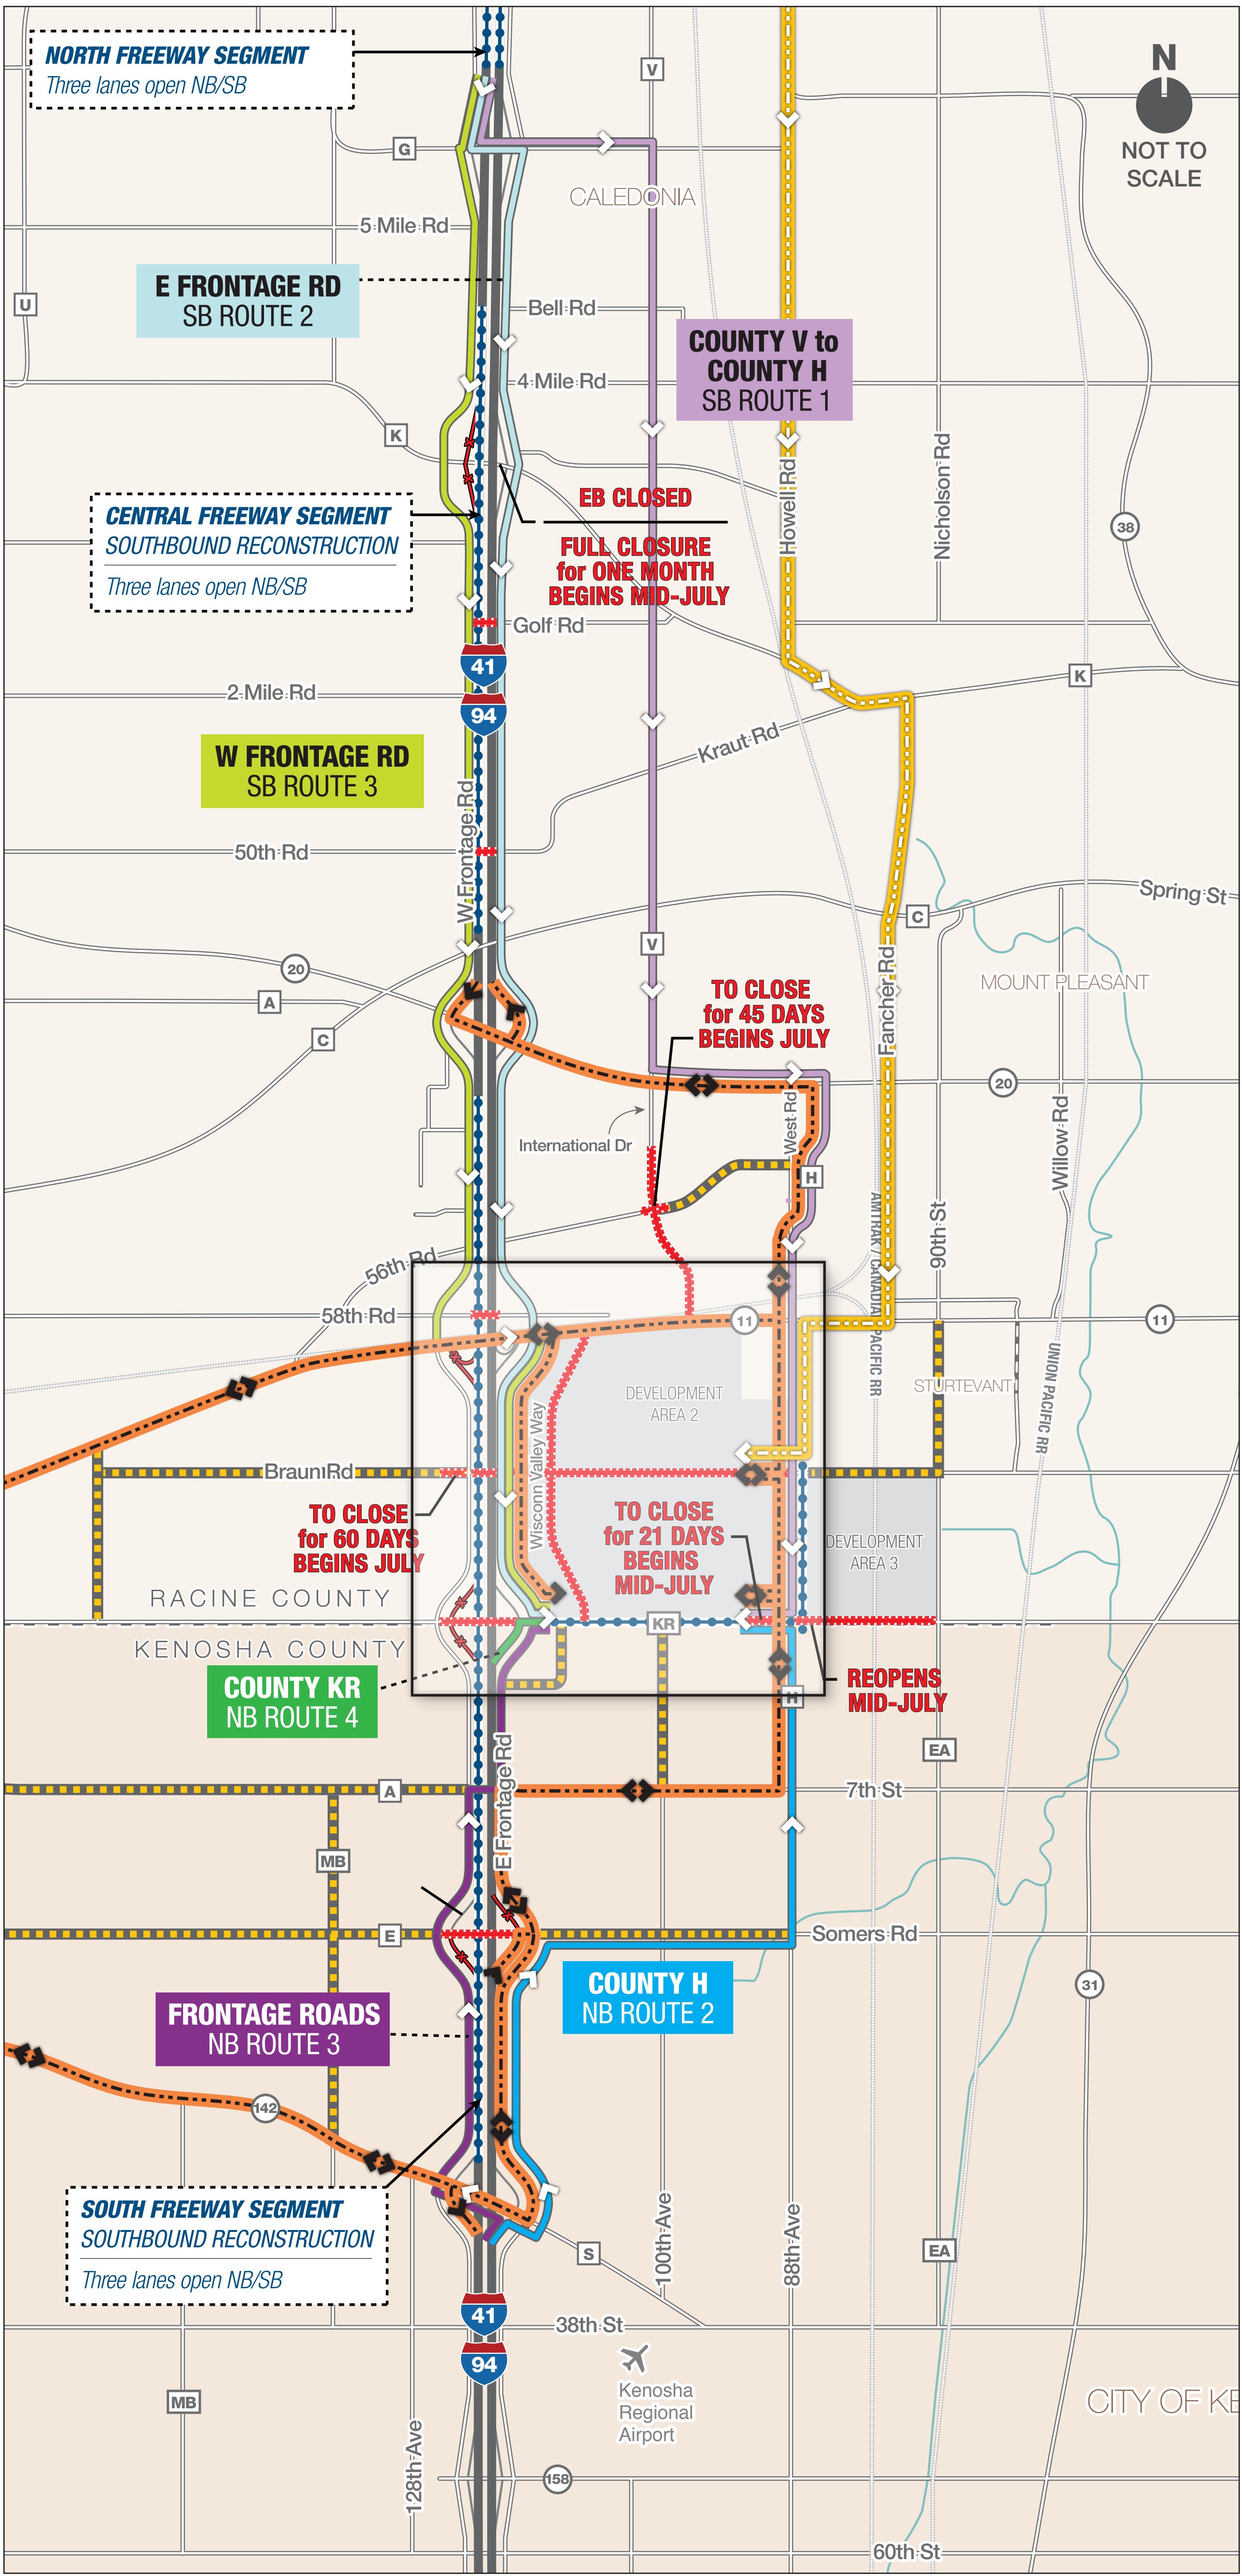 NORTH FREEWAY SEGMENT
Three lanes open NB/SB
V
N
NOT TO
SCALE
G
CALEDONIA
5 Mile Rd
E FRONTAGE RD
SB ROUTE 2
U
Bell Rd
COUNTY V to
COUNTY H
SB ROUTE 1
4 Mile Rd
K
Howell Rd
Nicholson Rd
38
EB CLOSED
CENTRAL FREEWAY SEGMENT
SOUTHBOUND RECONSTRUCTION
Three lanes open NB/SB
FULL CLOSURE
for ONE MONTH
BEGINS MID-JULY
Golf Rd
41
K
2 Mile Rd
94
Kraut Rd
W FRONTAGE RD
SB ROUTE 3
W Frontage Rd
50th Rd
Spring St
C
V
20
A
C
MOUNT PLEASANT
Fancher Rd
TO CLOSE
for 45 DAYS
BEGINS JULY
20
West Rd
Willow Rd
International Dr
H
AMTRAK / CANADIAN PACIFIC RR
90th St
56th Rd
58th Rd
11
11
UNION PACIFIC RR
STURTEVANT
DEVELOPMENT
AREA 2
Wisconn Valley Way
Braun Rd
TO CLOSE
for 60 DAYS
BEGINS JULY
TO CLOSE
for 21 DAYS
BEGINS
MID-JULY
DEVELOPMENT
AREA 3
RACINE COUNTY
KR
KENOSHA COUNTY
COUNTY KR
NB ROUTE 4
REOPENS
MID-JULY
H
EA
E Frontage Rd
A
7th St
MB
E
Somers Rd
COUNTY H
NB ROUTE 2
31
FRONTAGE ROADS
NB ROUTE 3
142
SOUTH FREEWAY SEGMENT
SOUTHBOUND RECONSTRUCTION
Three lanes open NB/SB
S
100th Ave
88th Ave
EA
41
38th St
94
Kenosha
Regional
Airport
MB
CITY OF KE
128th Ave
158
60th St